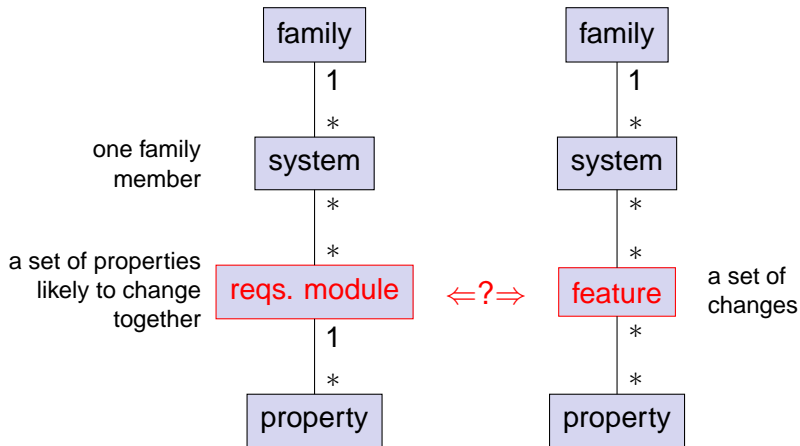 family
family
1
1
*
*
one family
member
system
system
*
*
*
*
a set of properties
likely to change
together
reqs. module
⇐?⇒
feature
a set of
changes
1
*
*
*
property
property